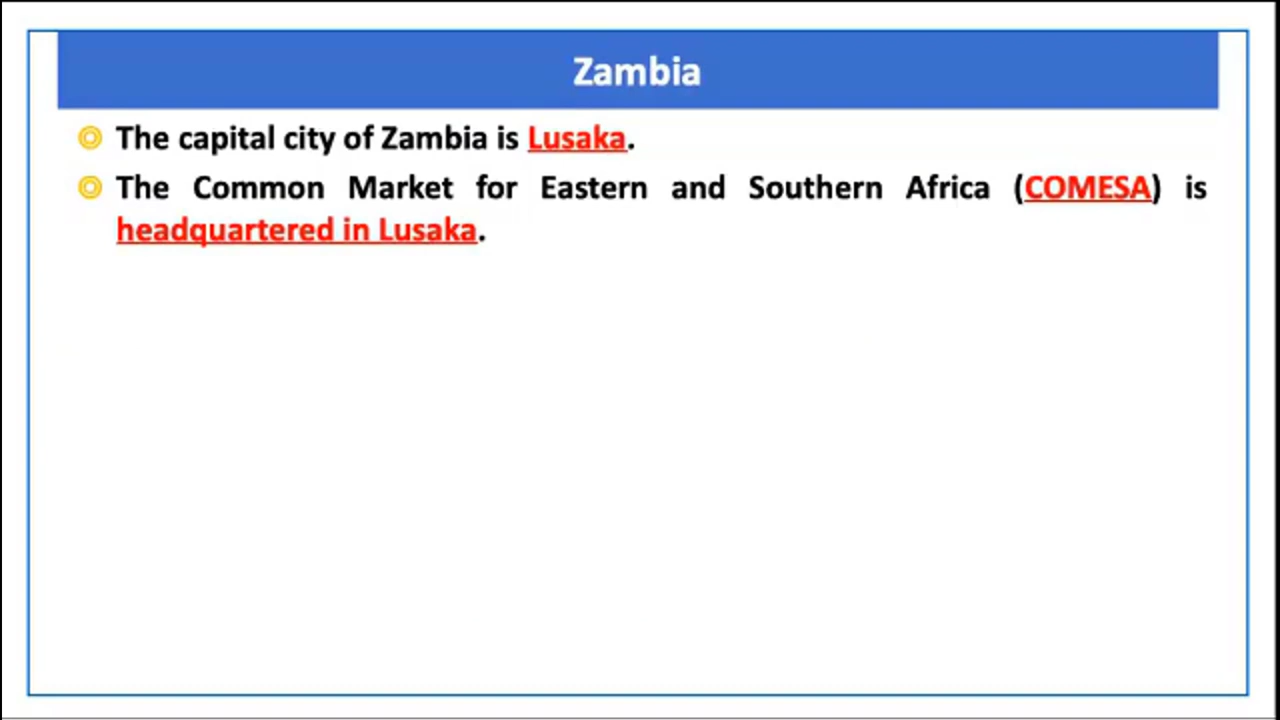 Zambia
The capital city of Zambia is Lusaka.
The Common Market for Eastern and Southern Africa (COMESA) is
headquartered in Lusaka.